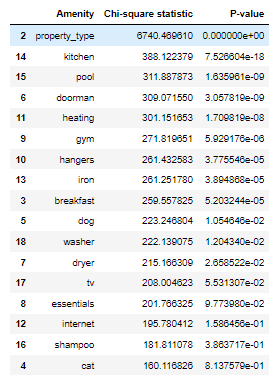 Amenity Chi-square statistic P-value
2 property_type 6740.469610 0.000000e+00
14 kitchen 388.122379 7.526604e-18
15 pool 311.887873 1.635961e-09
6 doorman 309.071550 3.057819e-09
11 heating 301.151653 1.709819e-08
9 gym 271.819651 5.929176e-06
10 hangers 261.432583 3.775546e-05
13 iron 261.251780 3.894868e-05
3 breakfast 259.557825 5.203244e-05
5 dog 223.246804 1.054646e-02
18 washer 222.139075 1.204340e-02
7 dryer 215.166309 2.658522e-02
17 tv 208.004623 5.531307e-02
8 essentials 201.766325 9.773980e-02
12 internet 195.780412 1.586456e-01
16 shampoo 181.811078 3.863717e-01
4 cat 160.116826 8.137579e-01